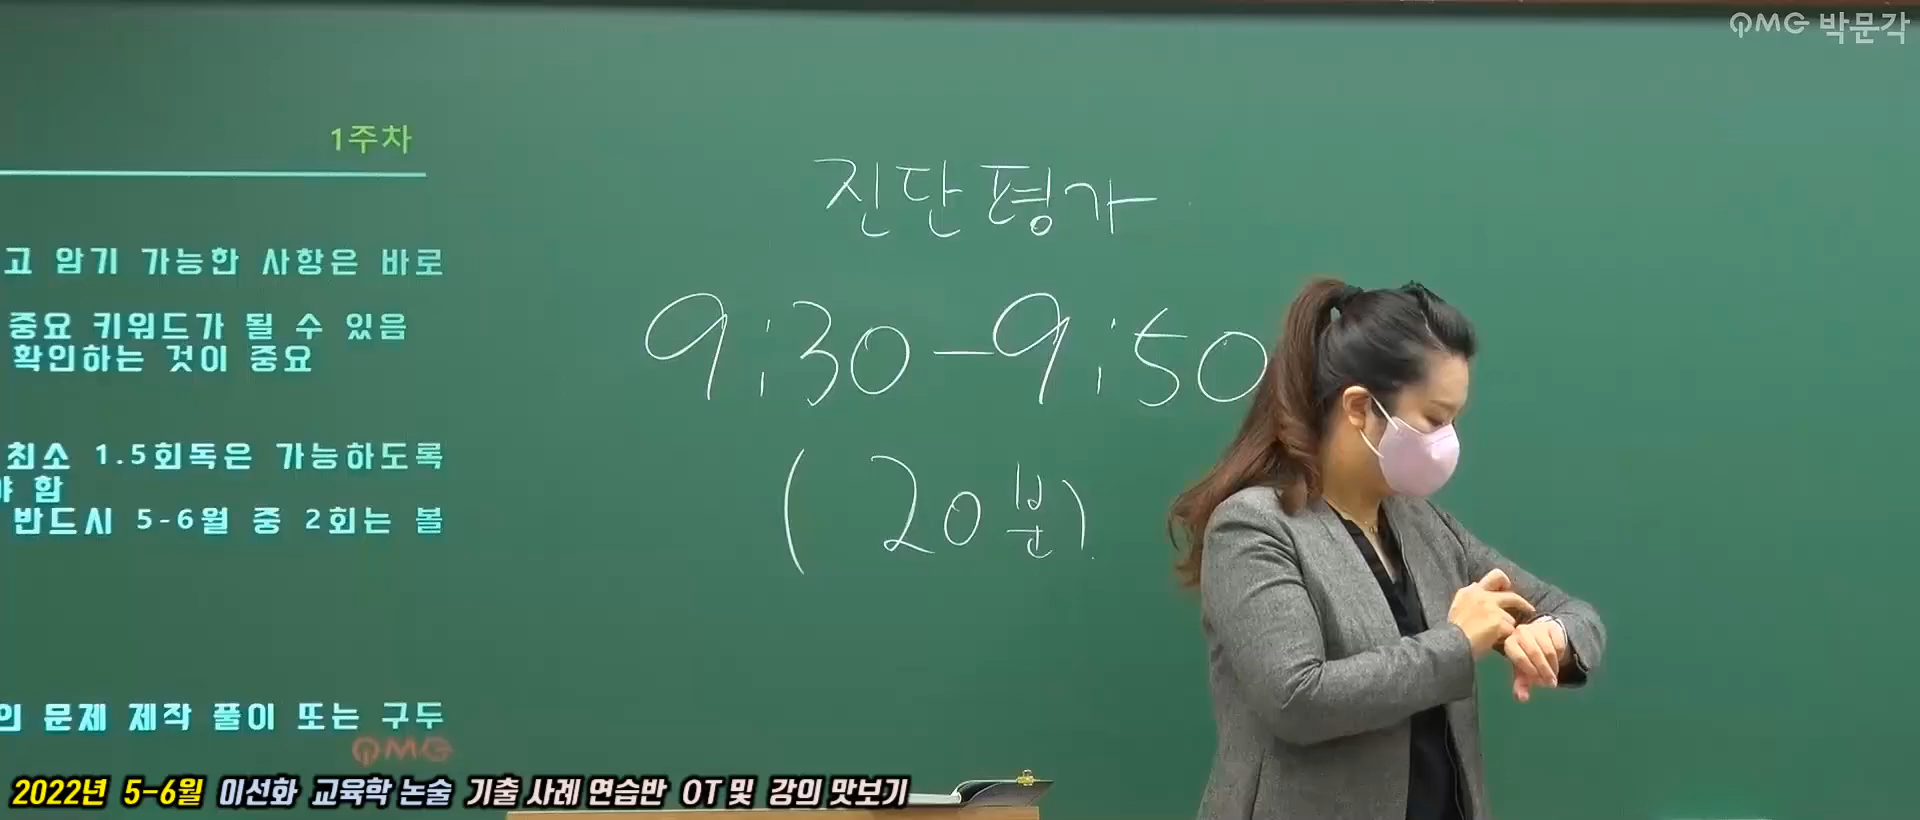 PMG 박문각
1주차
고 암기 가능한 사항은 바로
중요 키워드가 될 수 있음
확인하는 것이 중요
최소 1.5회독은 가능하도록
야 함
반드시 5-6월 중 2회는 볼
의 문제 제작 풀이 또는 구두
PMG
진단평가
9:30-9:50
(20분)
2022년 5-6월 이선화 교육학 논술 기출 사례 연습반 OT 및 강의 맛보기